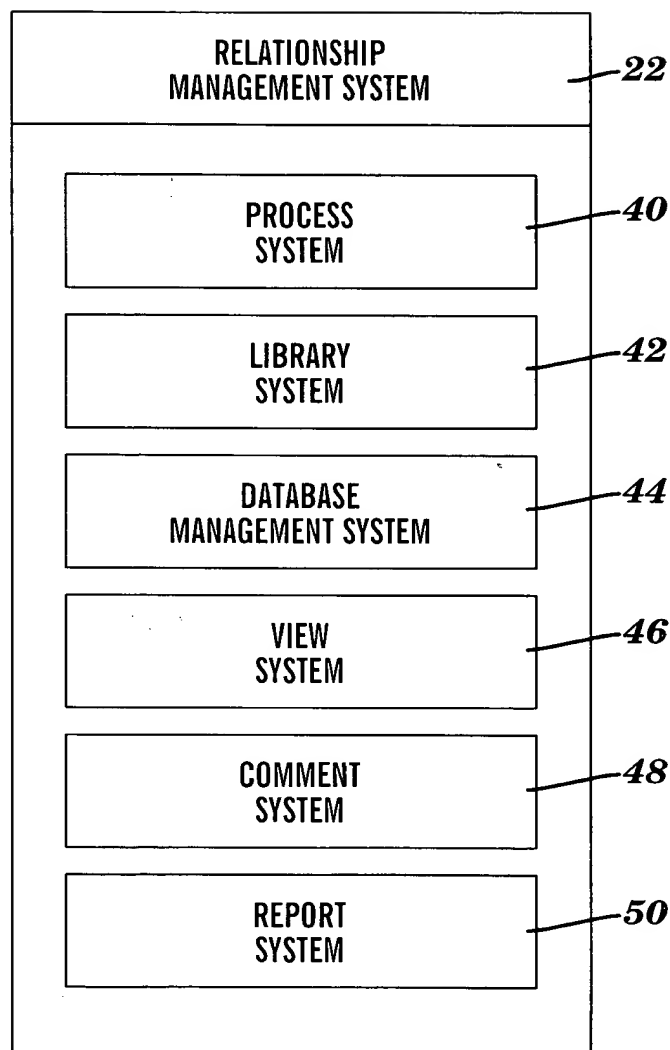 RELATIONSHIP
MANAGEMENT SYSTEM
22
PROCESS
SYSTEM
40
LIBRARY
SYSTEM
42
DATABASE
MANAGEMENT SYSTEM
44
VIEW
SYSTEM
46
COMMENT
SYSTEM
48
REPORT
SYSTEM
50